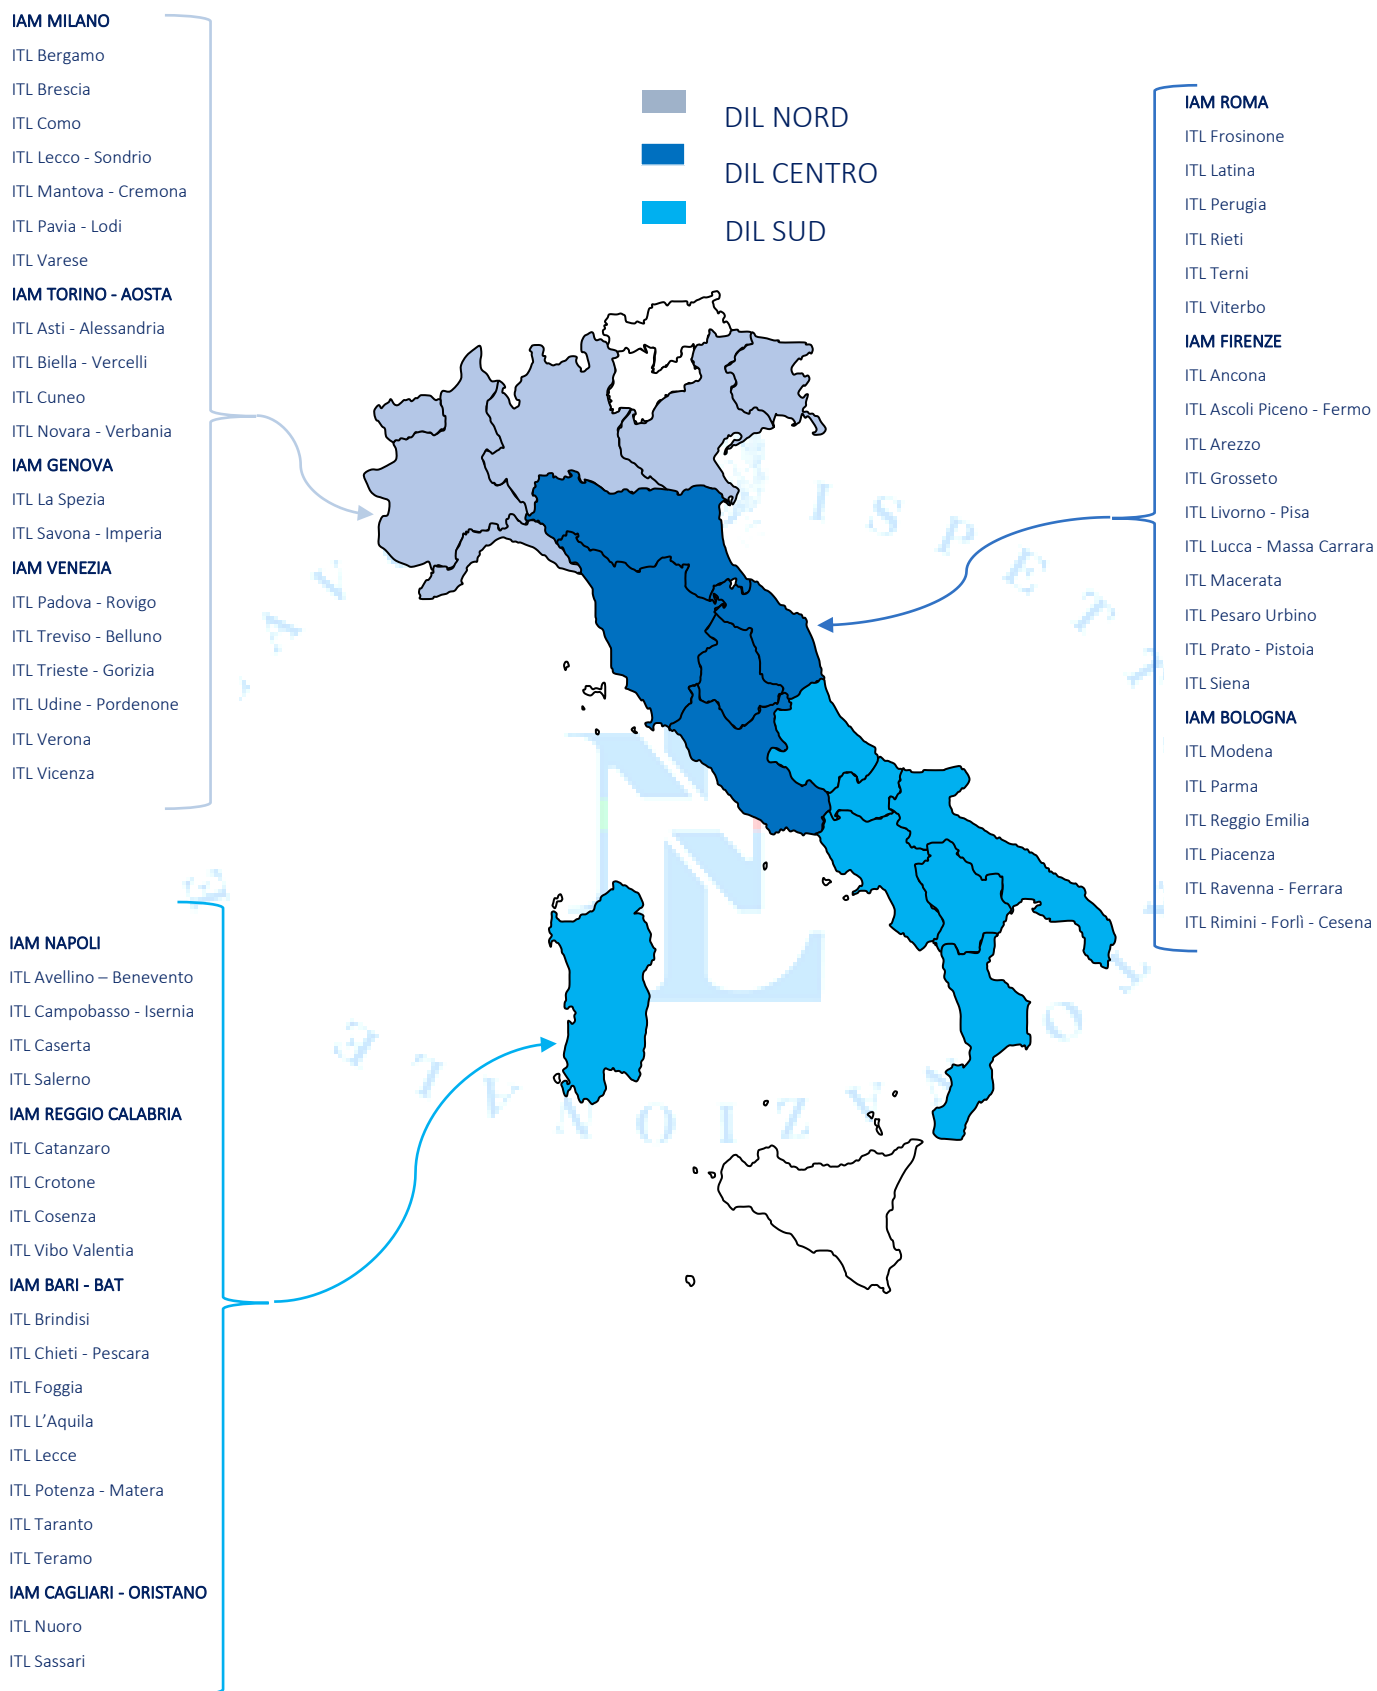 IAM MILANO
ITL Bergamo
ITL Brescia
ITL Como
ITL Lecco - Sondrio
ITL Mantova - Cremona
ITL Pavia - Lodi
ITL Varese
IAM TORINO - AOSTA
ITL Asti - Alessandria
ITL Biella - Vercelli
ITL Cuneo
ITL Novara - Verbania
IAM GENOVA
ITL La Spezia
ITL Savona - Imperia
IAM VENEZIA
ITL Padova - Rovigo
ITL Treviso - Belluno
ITL Trieste - Gorizia
ITL Udine - Pordenone
ITL Verona
ITL Vicenza
DIL NORD
DIL CENTRO
DIL SUD
IAM ROMA
ITL Frosinone
ITL Latina
ITL Perugia
ITL Rieti
ITL Terni
ITL Viterbo
IAM FIRENZE
ITL Ancona
ITL Ascoli Piceno - Fermo
ITL Arezzo
ITL Grosseto
ITL Livorno - Pisa
ITL Lucca - Massa Carrara
ITL Macerata
ITL Pesaro Urbino
ITL Prato - Pistoia
ITL Siena
IAM BOLOGNA
ITL Modena
ITL Parma
ITL Reggio Emilia
ITL Piacenza
ITL Ravenna - Ferrara
ITL Rimini - Forlì - Cesena
IAM NAPOLI
ITL Avellino – Benevento
ITL Campobasso - Isernia
ITL Caserta
ITL Salerno
IAM REGGIO CALABRIA
ITL Catanzaro
ITL Crotone
ITL Cosenza
ITL Vibo Valentia
IAM BARI - BAT
ITL Brindisi
ITL Chieti - Pescara
ITL Foggia
ITL L’Aquila
ITL Lecce
ITL Potenza - Matera
ITL Taranto
ITL Teramo
IAM CAGLIARI - ORISTANO
ITL Nuoro
ITL Sassari